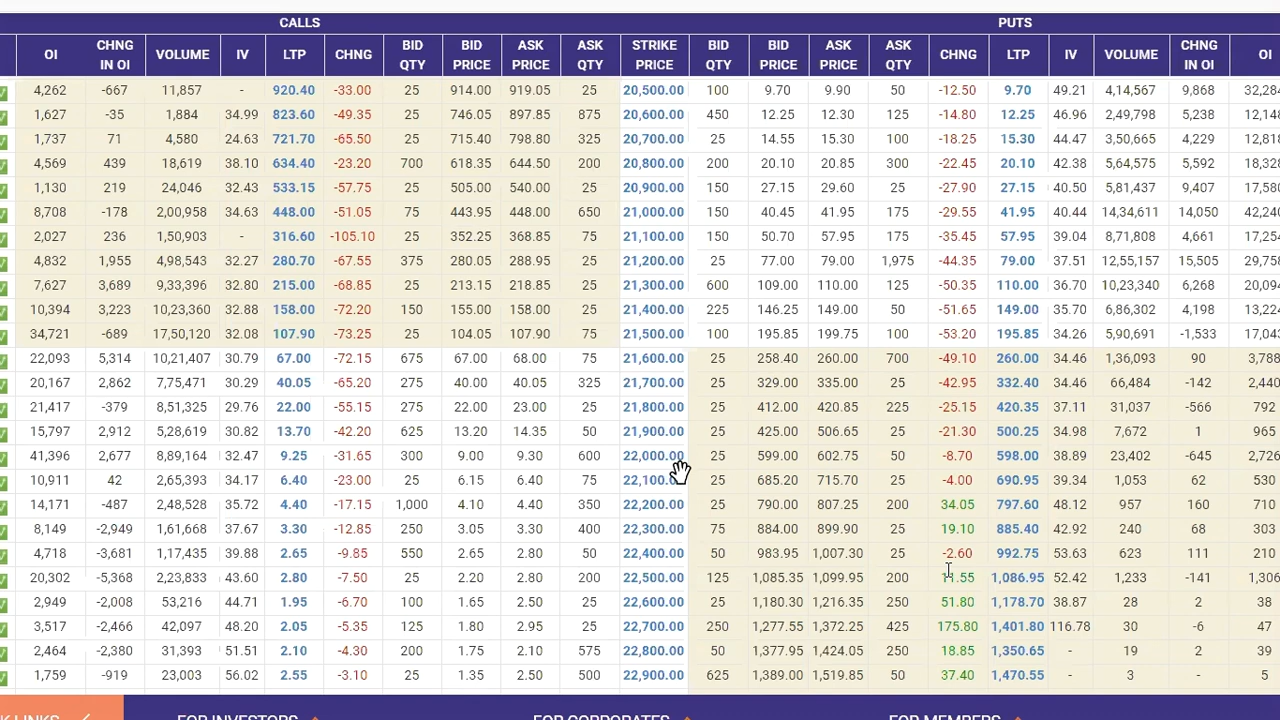 CALLS PUTS
OI CHNG IN OI VOLUME IV LTP CHNG BID QTY BID PRICE ASK PRICE ASK QTY STRIKE PRICE BID QTY BID PRICE ASK PRICE ASK QTY CHNG LTP IV VOLUME CHNG IN OI OI
4,262 -667 11,857 - 920.40 -33.00 25 914.00 919.05 25 20,500.00 100 9.70 9.90 50 -12.50 9.70 49.21 4,14,567 9,868
1,627 -35 1,884 34.99 823.60 -49.35 25 746.05 897.85 875 20,600.00 450 12.25 12.30 125 -14.80 12.25 46.96 2,49,798 5,238
1,737 71 4,580 24.63 721.70 -65.50 25 715.40 798.80 325 20,700.00 25 14.55 15.30 100 -18.25 15.30 44.47 3,50,665 4,229
4,569 439 18,619 38.10 634.40 -23.20 700 618.35 644.50 200 20,800.00 200 20.10 20.85 300 -22.45 20.10 42.38 5,64,575 5,592
1,130 219 24,046 32.43 533.15 -57.75 25 505.00 540.00 25 20,900.00 150 27.15 29.60 25 -27.90 27.15 40.50 5,81,437 9,407
8,708 -178 2,00,958 34.63 448.00 -51.05 75 443.95 448.00 650 21,000.00 150 40.45 41.95 175 -29.55 41.95 40.44 14,34,611 14,050
2,027 236 1,50,903 - 316.60 -105.10 25 352.25 368.85 75 21,100.00 150 50.70 57.95 175 -35.45 57.95 39.04 8,71,808 4,661
4,832 1,955 4,98,543 32.27 280.70 -67.55 375 280.05 288.95 25 21,200.00 25 77.00 79.00 1,975 -44.35 79.00 37.51 12,55,157 15,505
7,627 3,689 9,33,396 32.80 215.00 -68.85 25 213.15 218.85 25 21,300.00 600 109.00 110.00 125 -50.35 110.00 36.70 10,23,340 6,268
10,394 3,223 10,23,360 32.88 158.00 -72.20 150 155.00 158.00 25 21,400.00 225 146.25 149.00 50 -51.65 149.00 35.70 6,86,302 4,198
34,721 -689 17,50,120 32.08 107.90 -73.25 25 104.05 107.90 75 21,500.00 100 195.85 199.75 100 -53.20 195.85 34.26 5,90,691 -1,533
22,093 5,314 10,21,407 30.79 67.00 -72.15 675 67.00 68.00 75 21,600.00 25 258.40 260.00 700 -49.10 260.00 34.46 1,36,093 90
20,167 2,862 7,75,471 30.29 40.05 -65.20 275 40.00 40.05 325 21,700.00 25 329.00 335.00 25 -42.95 332.40 34.46 66,484 -142
21,417 -379 8,51,325 29.76 22.00 -55.15 275 22.00 23.00 75 21,800.00 25 412.00 420.85 225 -25.15 420.35 37.11 31,037 -566 792
15,797 2,912 5,28,619 30.82 13.70 -42.20 625 13.20 14.35 50 21,900.00 25 425.00 506.65 25 -21.30 500.25 34.98 7,672 1 965
41,396 2,677 8,89,164 32.47 9.25 -31.65 300 9.00 9.30 600 22,000.00 25 599.00 602.75 50 -8.70 598.00 38.89 23,402 -645
10,911 42 2,65,393 34.17 6.40 -23.00 25 6.15 6.40 75 25 685.20 715.70 25 -4.00 690.95 39.34 1,053 62 530
14,171 -487 2,48,528 35.72 4.40 -17.15 1,000 4.10 4.40 350 22,200.00 25 790.00 807.25 200 34.05 797.60 48.12 957 160 710
8,149 -2,949 1,61,668 37.67 3.30 -12.85 250 3.05 3.30 400 22,300.00 75 884.00 899.90 25 19.10 885.40 42.92 240 68 303
4,718 -3,681 1,17,435 39.88 2.65 -9.85 550 2.65 2.80 50 22,400.00 50 983.95 1,007.30 25 -2.60 992.75 53.63 623 111 210
20,302 -5,368 2,23,833 43.60 2.80 -7.50 25 2.20 2.80 200 22,500.00 125 1,085.35 1,099.95 200 1,086.95 52.42 1,233 -141 1,306
2,949 -2,008 53,216 44.71 1.95 -6.70 100 1.65 2.50 25 22,600.00 25 1,180.30 1,216.35 250 51.80 1,178.70 38.87 28 2 38
3,517 -2,466 42,097 48.20 2.05 -5.35 125 1.80 2.95 25 22,700.00 250 1,277.55 1,372.25 425 175.80 1,401.80 116.78 30 -6 47
2,464 -2,380 31,393 51.51 2.10 -4.30 200 1.75 2.10 575 22,800.00 50 1,377.95 1,424.05 250 18.85 1,350.65 - 19 2 39
1,759 -919 23,003 56.02 2.55 -3.10 25 1.35 2.50 500 22,900.00 625 1,389.00 1,519.85 50 37.40 1,470.55 - 3 - 5
LINKS FOR INVESTORS FOR CORPORATES FOR MEMBERS